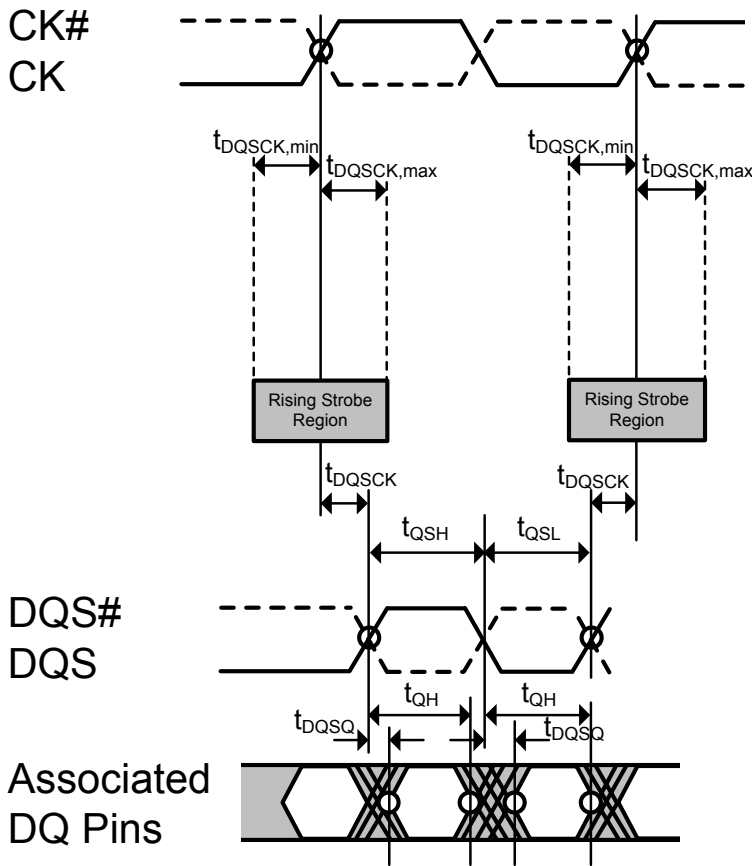 CK#
CK
tDQSCK,min
tDQSCK,min
tDQSCK,max
tDQSCK,max
Rising Strobe
Region
Rising Strobe
Region
tDQSCK
tDQSCK
tQSH
tQSL
DQS#
DQS
tQH
tQH
tDQSQ
tDQSQ
Associated
DQ Pins